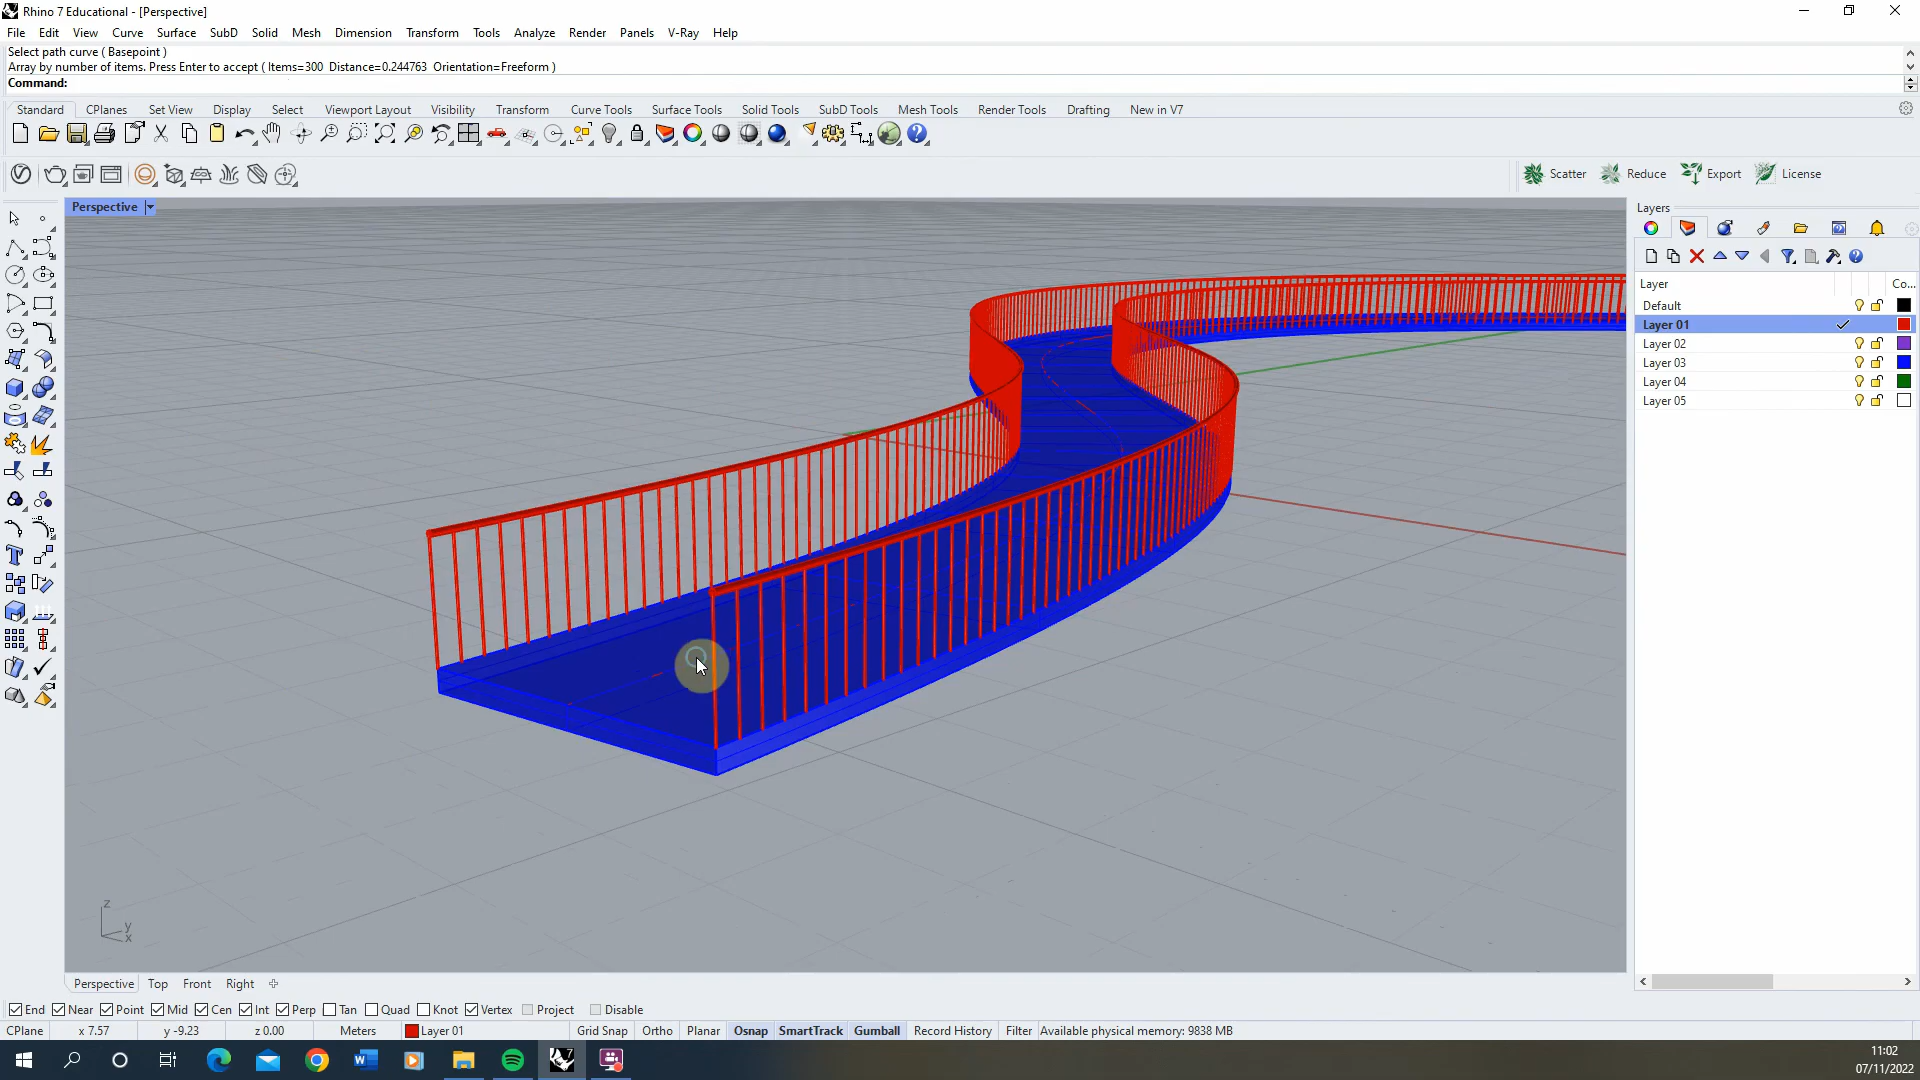 Rhino 7 Educational - [Perspective]
File Edit View Curve Surface SubD Solid Mesh Dimension Transform Tools Analyze Render Panels V-Ray Help
Select path curve ( Basepoint )
Array by number of items. Press Enter to accept ( Items=300 Distance=0.244763 Orientation=Freeform )
Command:
Standard CPlanes Set View Display Select Viewport Layout Visibility Transform Curve Tools Surface Tools Solid Tools SubD Tools Mesh Tools Render Tools Drafting New in V7
Scatter Reduce Export License
Perspective
Layers
Layer Co...
Default
Layer 01
Layer 02
Layer 03
Layer 04
Layer 05
z
y
x
Perspective Top Front Right
End Near Point Mid Cen Int Perp Tan Quad Knot Vertex Project Disable
CPlane x 7.57 y -9.23 z 0.00 Meters Layer 01 Grid Snap Ortho Planar Osnap SmartTrack Gumball Record History Filter Available physical memory: 9838 MB
11:02
07/11/2022